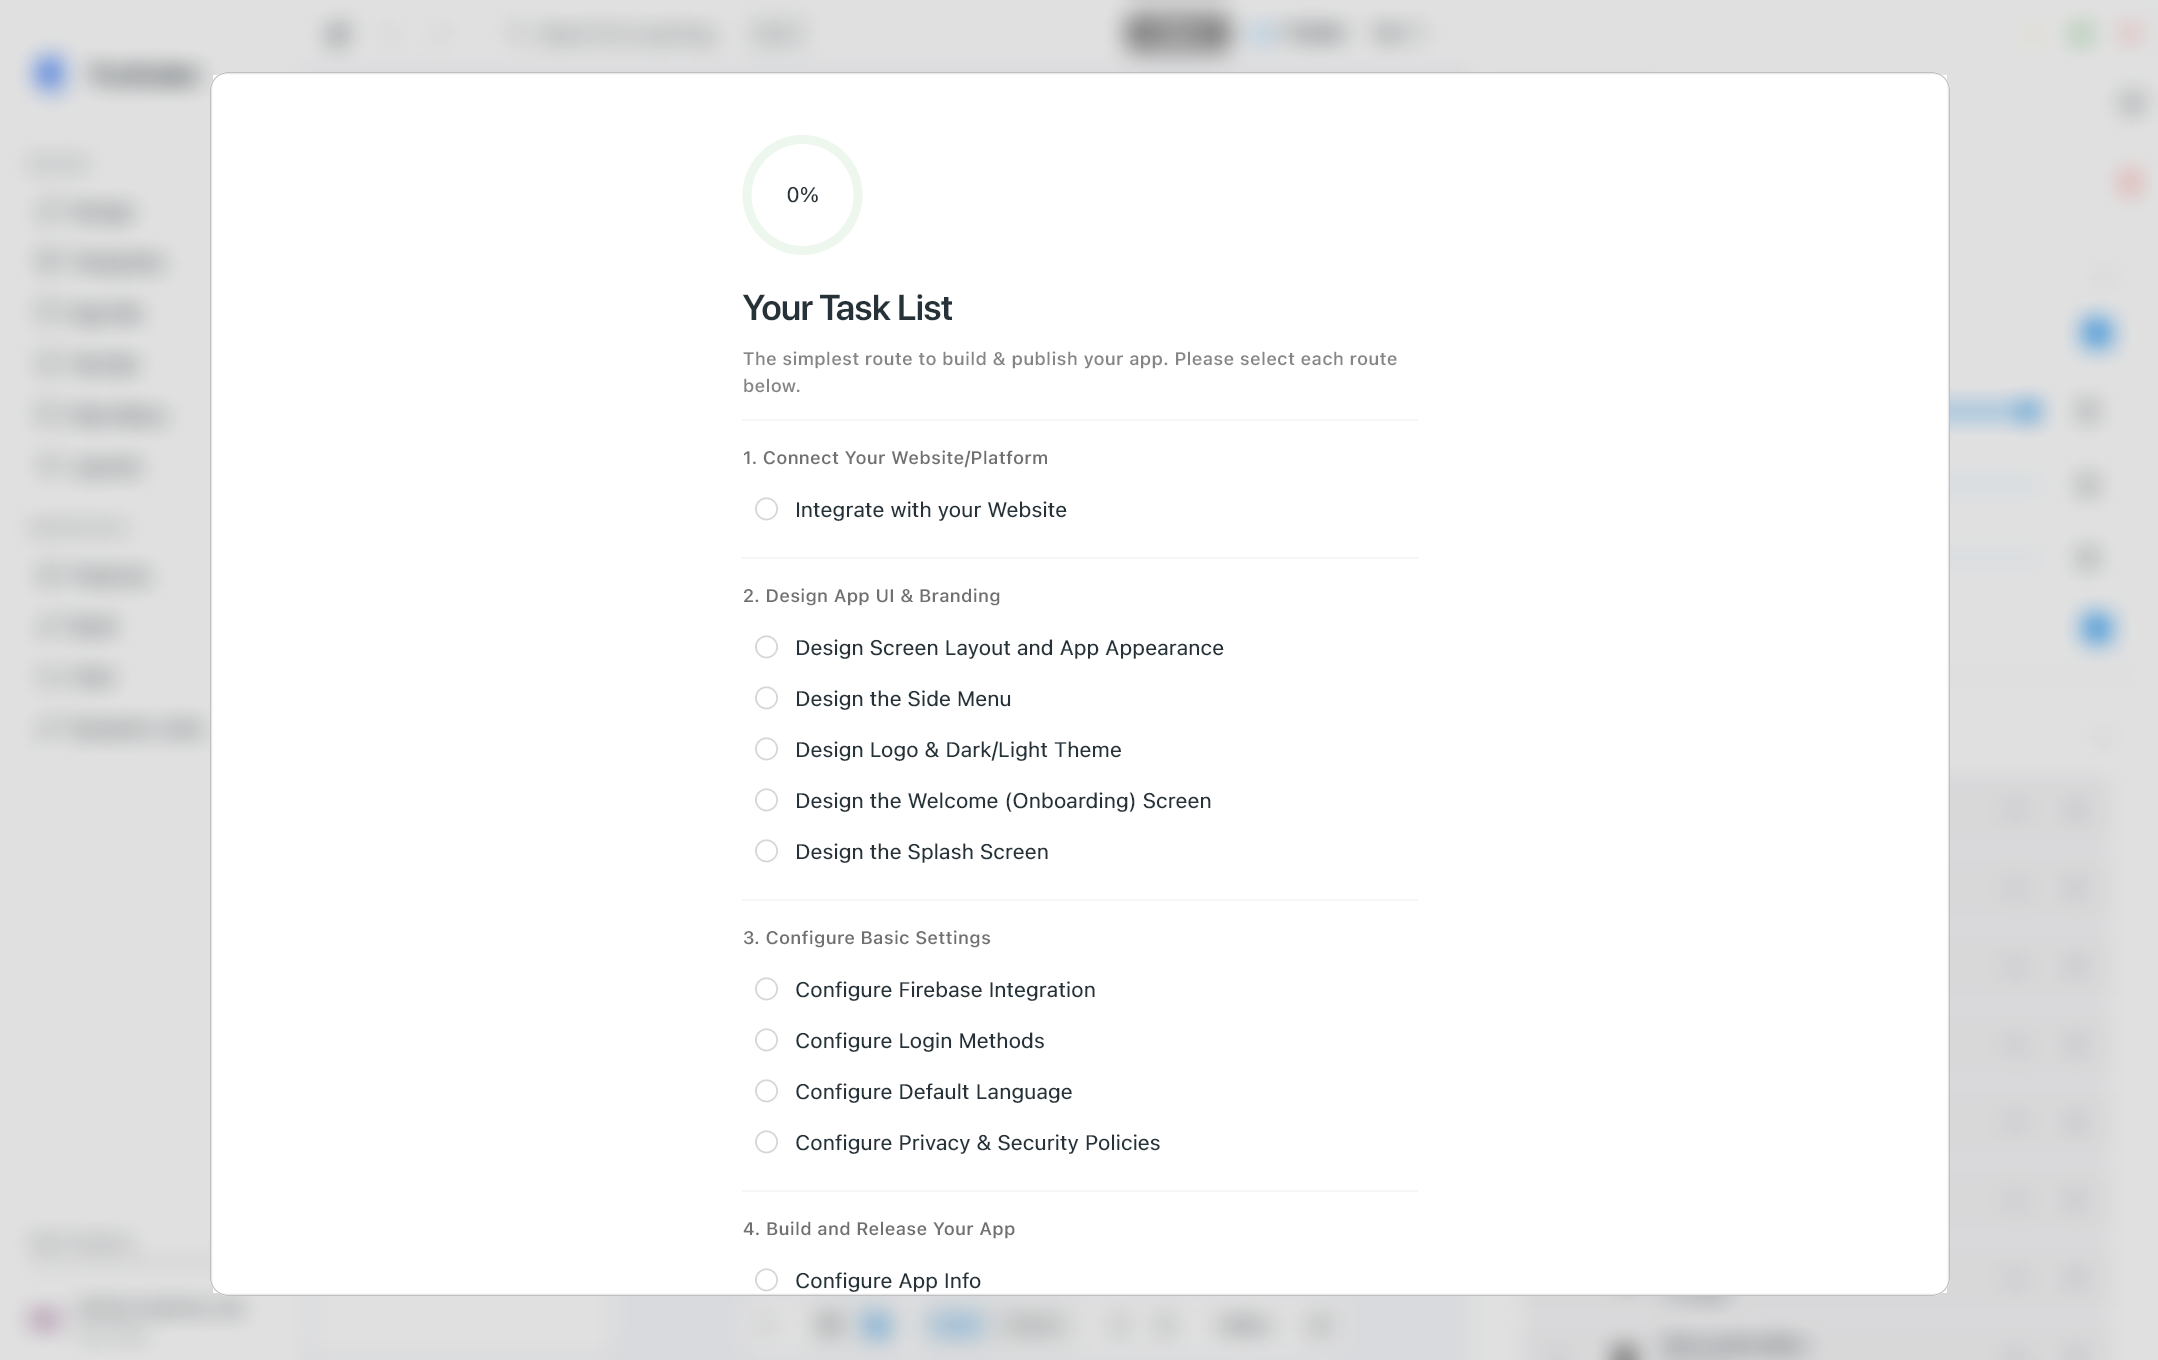 0%
Your Task List
The simplest route to build & publish your app. Please select each route
below.
1. Connect Your Website/Platform
Integrate with your Website
2. Design App UI & Branding
Design Screen Layout and App Appearance
Design the Side Menu
Design Logo & Dark/Light Theme
Design the Welcome (Onboarding) Screen
Design the Splash Screen
3. Configure Basic Settings
Configure Firebase Integration
Configure Login Methods
Configure Default Language
Configure Privacy & Security Policies
4. Build and Release Your App
Configure App Info